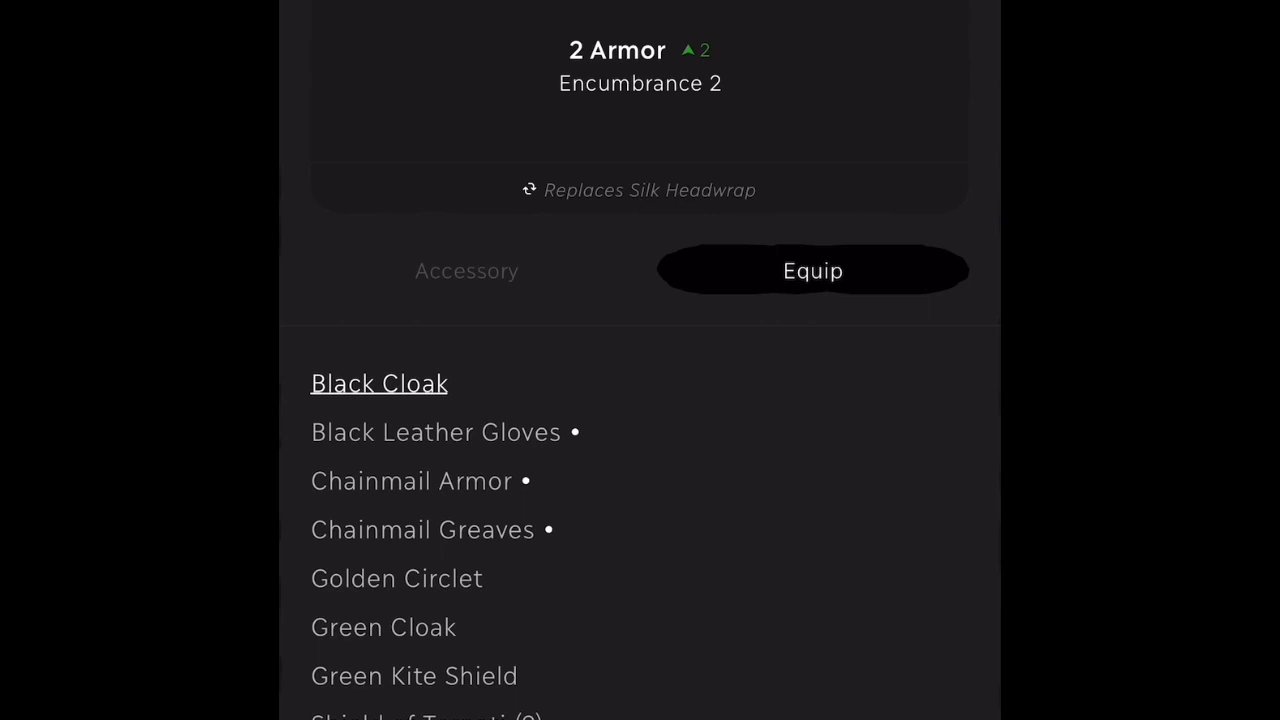 2 Armor ▲ 2
Encumbrance 2
Replaces Silk Headwrap
Accessory
Equip
Black Cloak
Black Leather Gloves •
Chainmail Armor •
Chainmail Greaves •
Golden Circlet
Green Cloak
Green Kite Shield